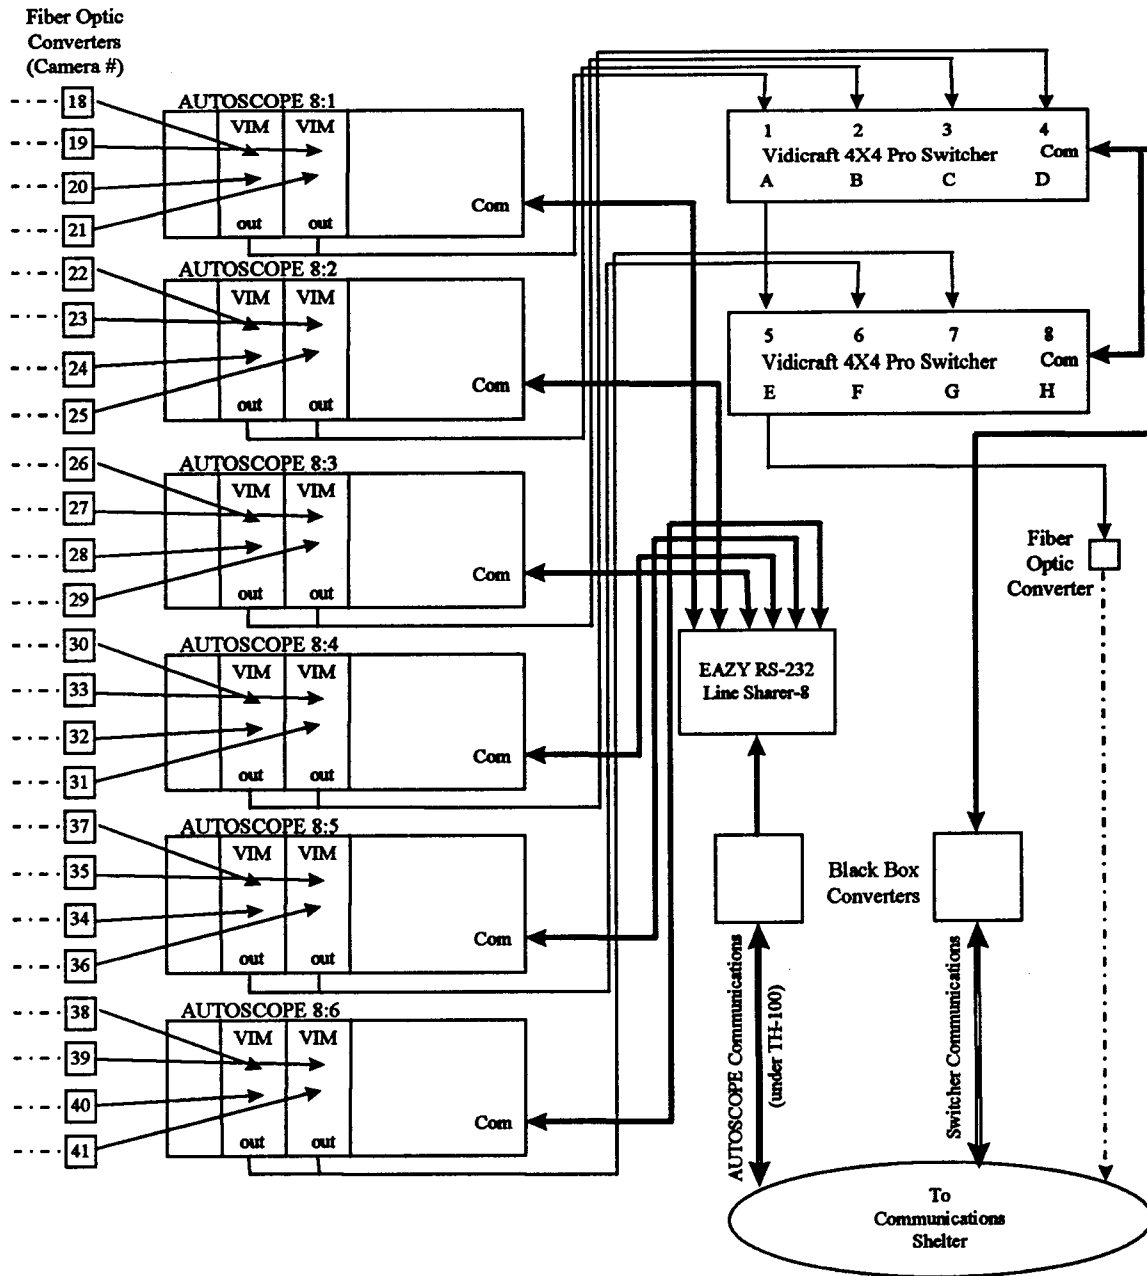 Fiber Optic
Converters
(Camera #)
18
19
20
21
22
23
24
25
26
27
28
29
30
33
32
31
37
35
34
36
38
39
40
41
AUTOSCOPE 8:1
VIM VIM
Com
out out
AUTOSCOPE 8:2
VIM VIM
Com
out out
AUTOSCOPE 8:3
VIM VIM
Com
out out
AUTOSCOPE 8:4
VIM VIM
Com
out out
AUTOSCOPE 8:5
VIM VIM
Com
out out
AUTOSCOPE 8:6
VIM VIM
Com
out out
1 2 3 4
Vidicraft 4X4 Pro Switcher Com
A B C D
5 6 7 8
Vidicraft 4X4 Pro Switcher Com
E F G H
Fiber
Optic
Converter
EAZY RS-232
Line Sharer-8
Black Box
Converters
AUTOSCOPE Communications
(under TH-100)
Switcher Communications
To
Communications
Shelter